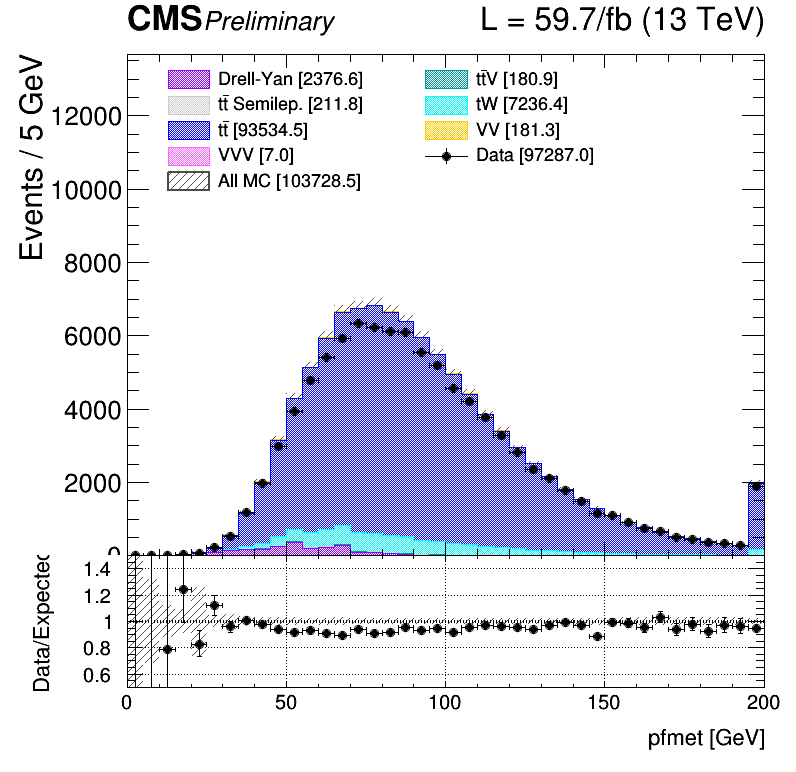 CMS Preliminary L = 59.7/fb (13 TeV)
Events / 5 GeV
Drell-Yan [2376.6]
tt̄ Semilep. [211.8]
tt̄ [93534.5]
VVV [7.0]
All MC [103728.5]
tt̄V [180.9]
tW [7236.4]
VV [181.3]
Data [97287.0]
12000
10000
8000
6000
4000
2000
0
Data/Expected
1.4
1.2
1
0.8
0.6
0 50 100 150 200
pfmet [GeV]